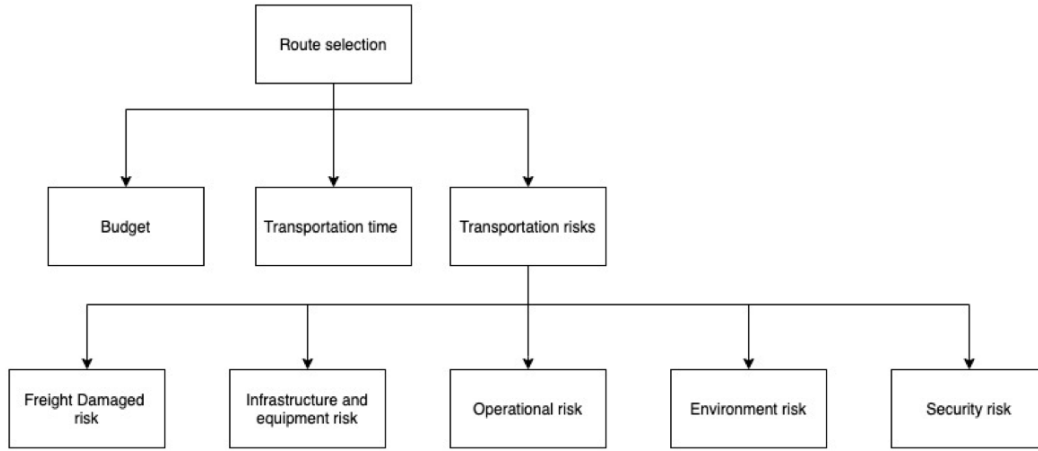 Route selection
Budget
Transportation time
Transportation risks
Freight Damaged
risk
Infrastructure and
equipment risk
Operational risk
Environment risk
Security risk